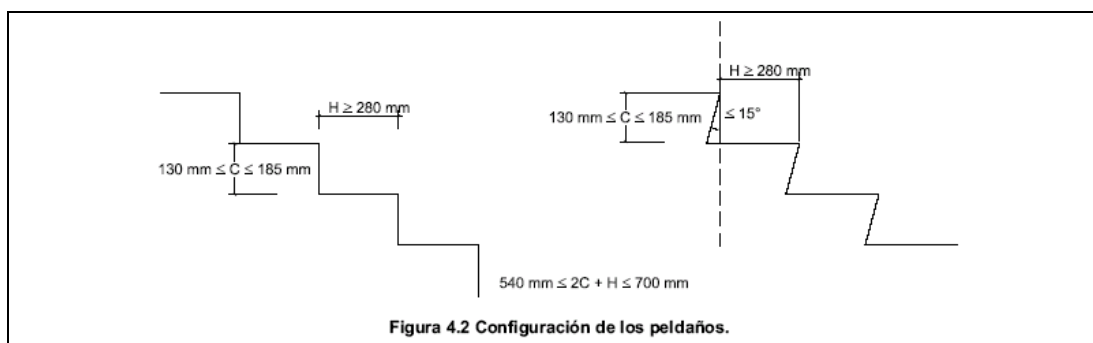 H ≥ 280 mm
130 mm ≤ C ≤ 185 mm
H ≥ 280 mm
130 mm ≤ C ≤ 185 mm
≤ 15°
540 mm ≤ 2C + H ≤ 700 mm
Figura 4.2 Configuración de los peldaños.